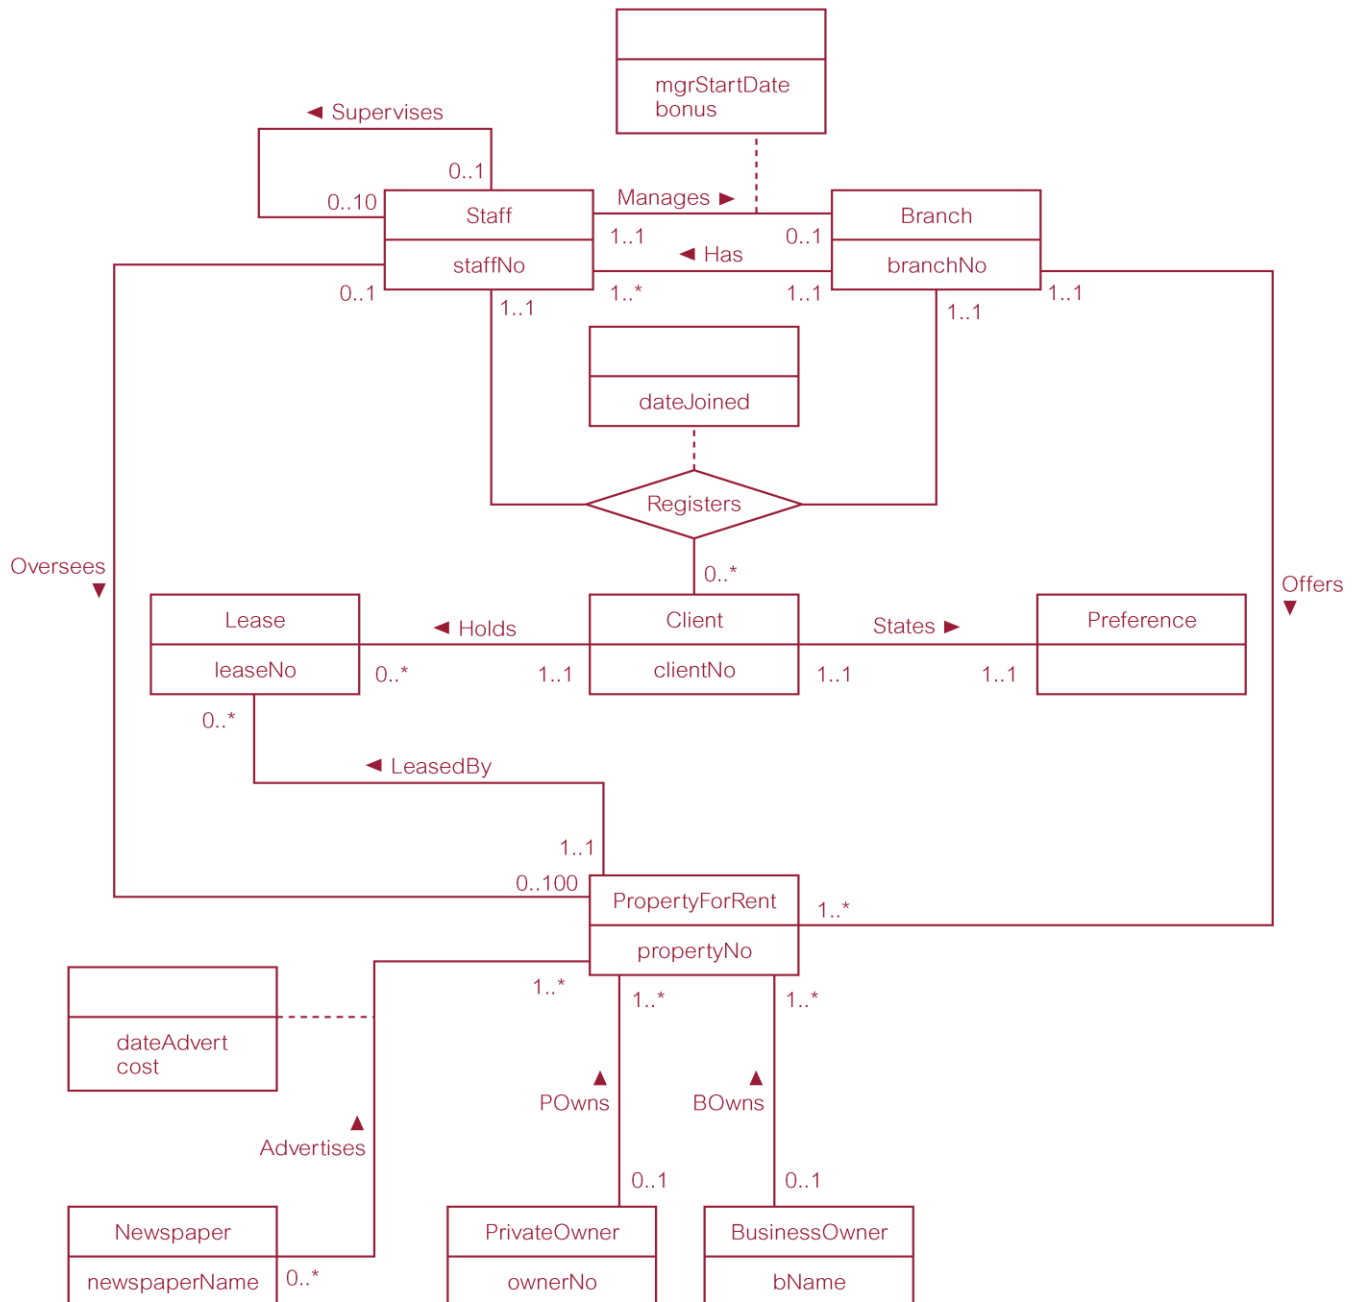 mgrStartDate
bonus
◄ Supervises
0..1
0..10
Staff
staffNo
Manages ►
1..1
0..1
Branch
branchNo
◄ Has
1..*
1..1
0..1
1..1
1..1
1..1
dateJoined
Registers
0..*
Oversees
▼
Offers
▼
Lease
leaseNo
◄ Holds
0..*
1..1
Client
clientNo
States ►
1..1
1..1
Preference
0..*
◄ LeasedBy
1..1
0..100
PropertyForRent
propertyNo
1..*
1..*
1..*
1..*
dateAdvert
cost
▲
POwns
▲
BOwns
▲
Advertises
0..1
0..1
Newspaper
newspaperName
0..*
PrivateOwner
ownerNo
BusinessOwner
bName